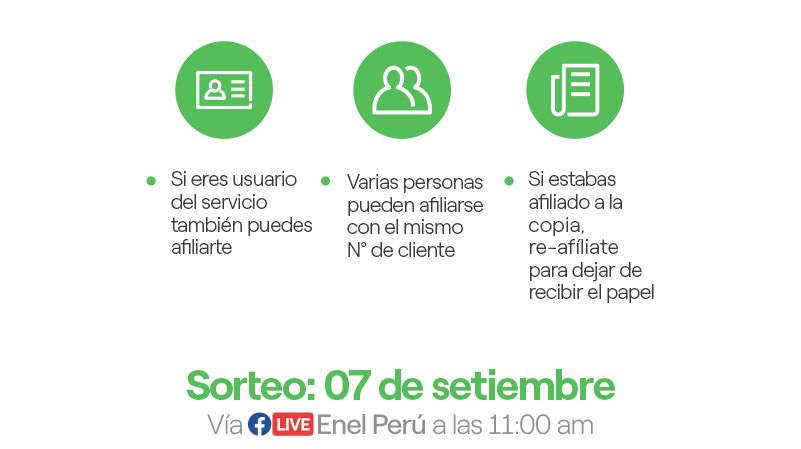 Si eres usuario
del servicio
también puedes
afiliarte
Varias personas
pueden afiliarse
con el mismo
N° de cliente
Si estabas
afiliado a la
copia,
re-afíliate
para dejar de
recibir el papel
Sorteo: 07 de setiembre
Vía f LIVE Enel Perú a las 11:00 am